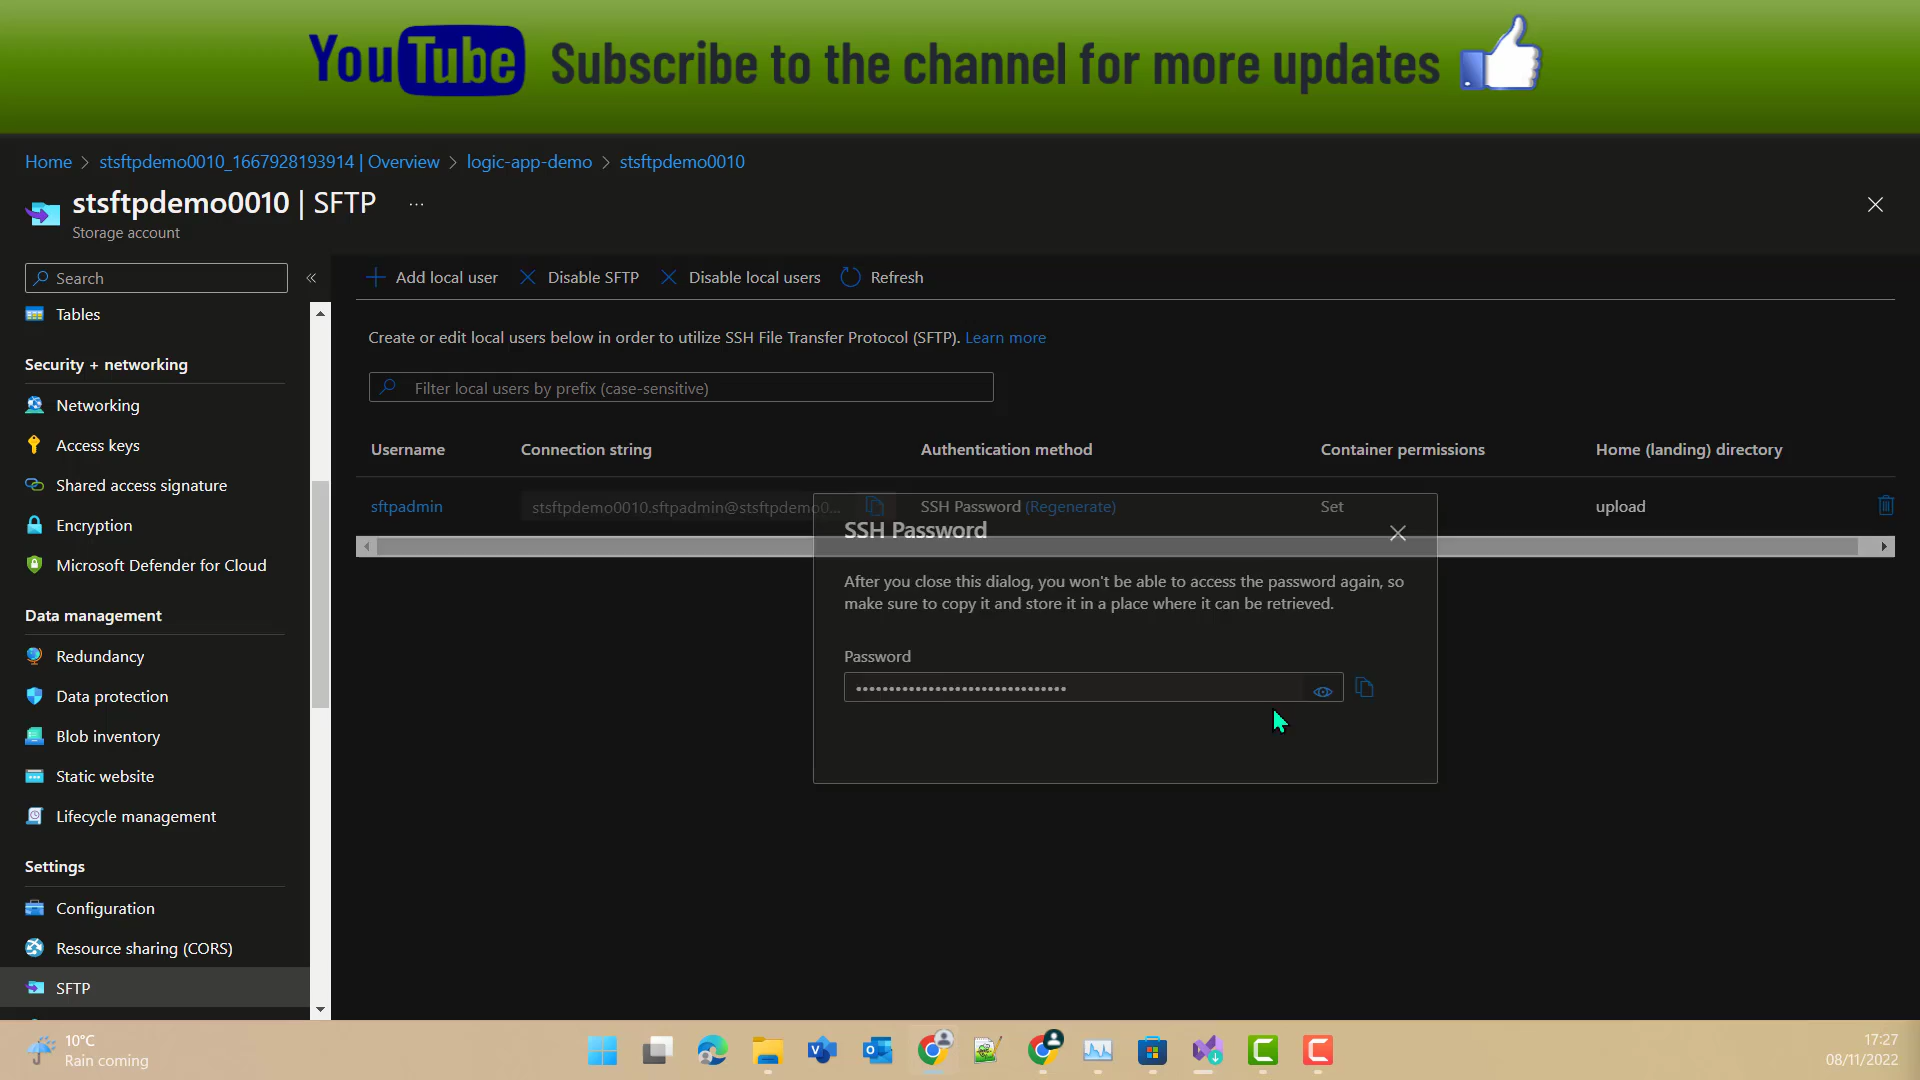 YouTube Subscribe to the channel for more updates
Home > stsftpdemo0010_1667928193914 | Overview > logic-app-demo > stsftpdemo0010
stsftpdemo0010 | SFTP ...
Storage account
Search «
Add local user Disable SFTP Disable local users Refresh
Create or edit local users below in order to utilize SSH File Transfer Protocol (SFTP). Learn more
Filter local users by prefix (case-sensitive)
Username Connection string Authentication method Container permissions Home (landing) directory
sftpadmin stsftpdemo0010.sftpadmin@stsftpdemo0... SSH Password (Regenerate) Set upload
SSH Password
After you close this dialog, you won't be able to access the password again, so
make sure to copy it and store it in a place where it can be retrieved.
Password
••••••••••••••••••••••••••••••••
Tables
Security + networking
Networking
Access keys
Shared access signature
Encryption
Microsoft Defender for Cloud
Data management
Redundancy
Data protection
Blob inventory
Static website
Lifecycle management
Settings
Configuration
Resource sharing (CORS)
SFTP
10°C
Rain coming
17:27
08/11/2022